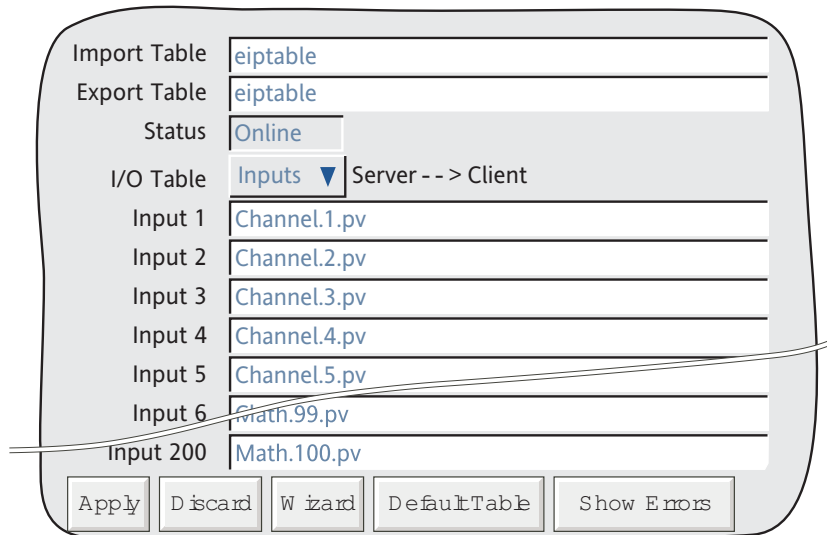 Import Table eiptable
Export Table eiptable
Status Online
I/O Table Inputs Server --> Client
Input 1 Channel.1.pv
Input 2 Channel.2.pv
Input 3 Channel.3.pv
Input 4 Channel.4.pv
Input 5 Channel.5.pv
Input 6 Math.99.pv
Input 200 Math.100.pv
Apply Discard Wizard DefaultTable Show Errors